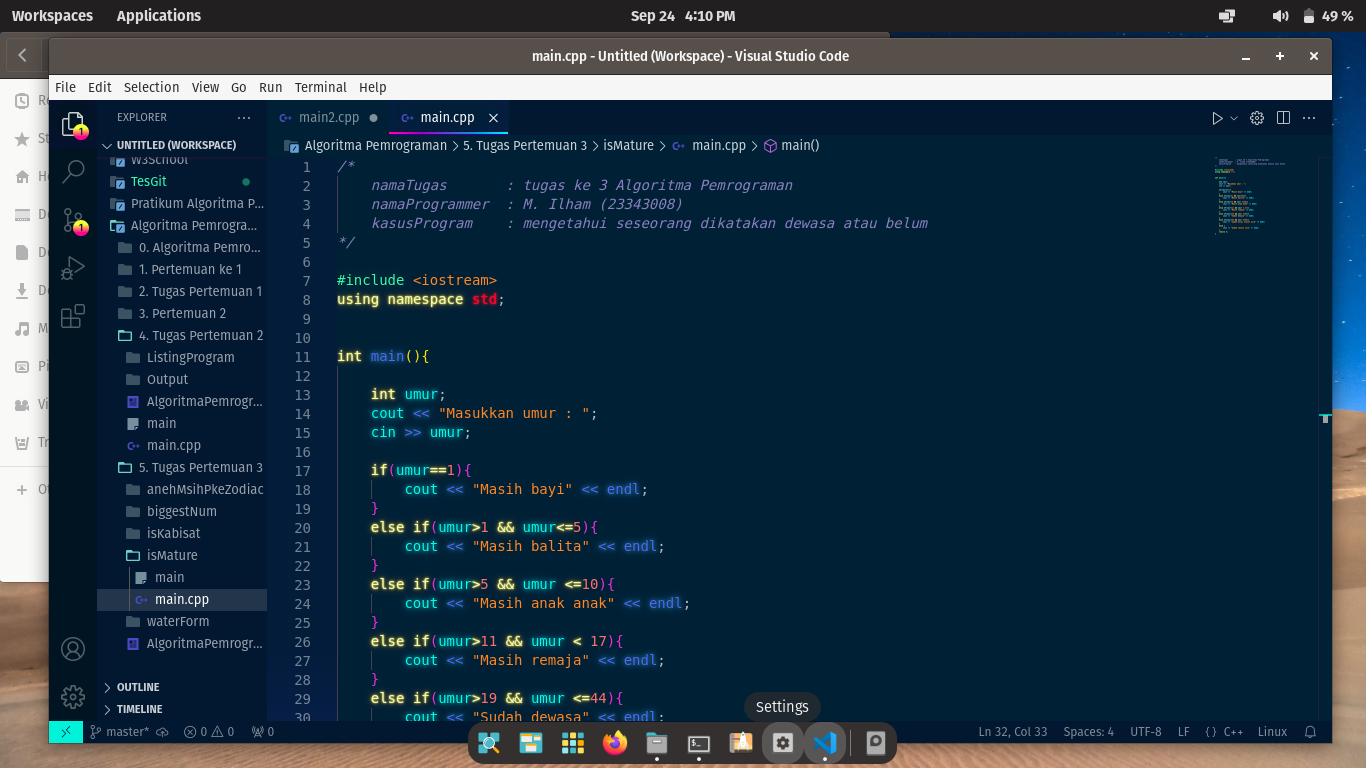 Workspaces Applications Sep 24 4:10 PM 49 %
main.cpp - Untitled (Workspace) - Visual Studio Code
File Edit Selection View Go Run Terminal Help
EXPLORER
UNTITLED (WORKSPACE)
W3School
TesGit
Pratikum Algoritma P...
Algoritma Pemrogra...
0. Algoritma Pemro...
1. Pertemuan ke 1
2. Tugas Pertemuan 1
3. Pertemuan 2
4. Tugas Pertemuan 2
ListingProgram
Output
AlgoritmaPemrogr...
main
main.cpp
5. Tugas Pertemuan 3
anehMsihPkeZodiac
biggestNum
isKabisat
isMature
main
main.cpp
waterForm
AlgoritmaPemrogr...
OUTLINE
TIMELINE
main2.cpp main.cpp
Algoritma Pemrograman > 5. Tugas Pertemuan 3 > isMature > main.cpp > main()
1 /*
2 namaTugas : tugas ke 3 Algoritma Pemrograman
3 namaProgrammer : M. Ilham (23343008)
4 kasusProgram : mengetahui seseorang dikatakan dewasa atau belum
5 */
6
7 #include <iostream>
8 using namespace std;
9
10
11 int main(){
12
13 int umur;
14 cout << "Masukkan umur : ";
15 cin >> umur;
16
17 if(umur==1){
18 cout << "Masih bayi" << endl;
19 }
20 else if(umur>1 && umur<=5){
21 cout << "Masih balita" << endl;
22 }
23 else if(umur>5 && umur <=10){
24 cout << "Masih anak anak" << endl;
25 }
26 else if(umur>11 && umur < 17){
27 cout << "Masih remaja" << endl;
28 }
29 else if(umur>19 && umur <=44){
30 cout << "Sudah dewasa" << endl;
Settings
master* 0 0 0 Ln 32, Col 33 Spaces: 4 UTF-8 LF {} C++ Linux